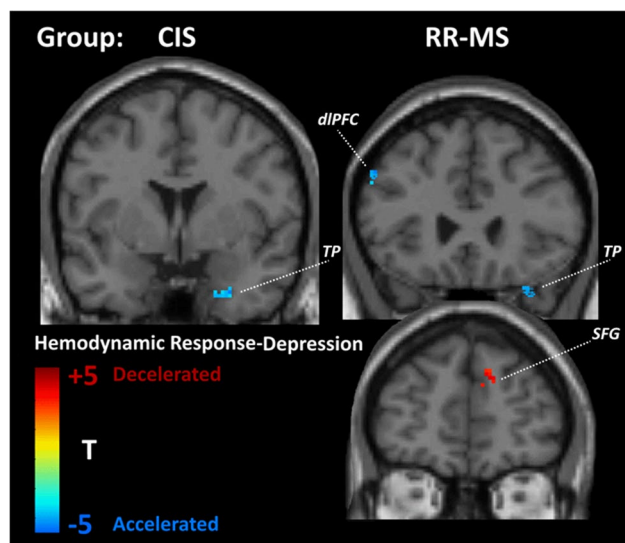 Group: CIS RR-MS
dlPFC
TP
TP
Hemodynamic Response-Depression
SFG
+5 Decelerated
T
-5 Accelerated